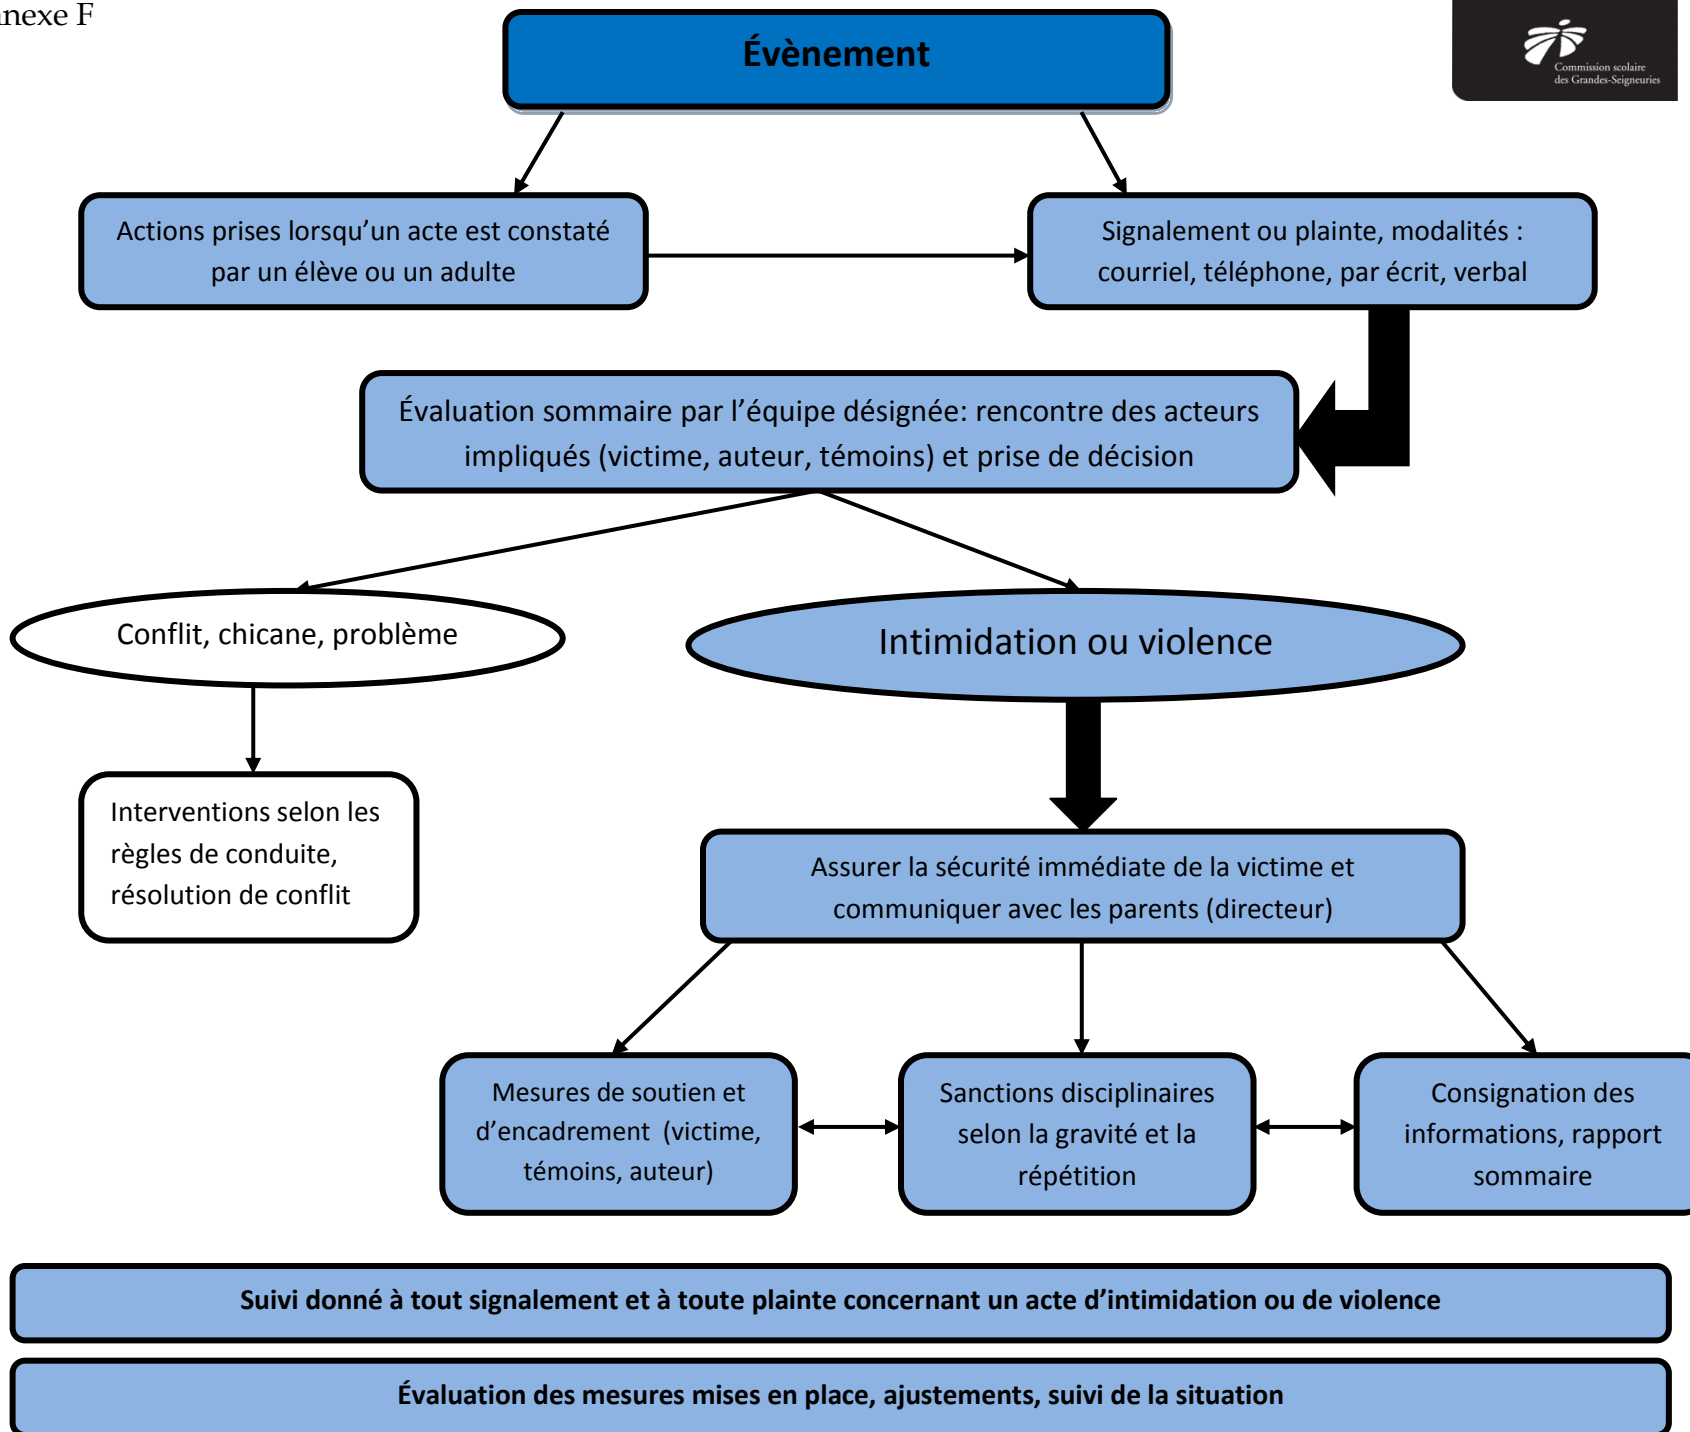 nnexe F
Évènement
Commission scolaire
des Grandes-Seigneuries
Actions prises lorsqu’un acte est constaté
par un élève ou un adulte
Signalement ou plainte, modalités :
courriel, téléphone, par écrit, verbal
Évaluation sommaire par l’équipe désignée: rencontre des acteurs
impliqués (victime, auteur, témoins) et prise de décision
Conflit, chicane, problème
Intimidation ou violence
Interventions selon les
règles de conduite,
résolution de conflit
Assurer la sécurité immédiate de la victime et
communiquer avec les parents (directeur)
Mesures de soutien et
d’encadrement (victime,
témoins, auteur)
Sanctions disciplinaires
selon la gravité et la
répétition
Consignation des
informations, rapport
sommaire
Suivi donné à tout signalement et à toute plainte concernant un acte d’intimidation ou de violence
Évaluation des mesures mises en place, ajustements, suivi de la situation